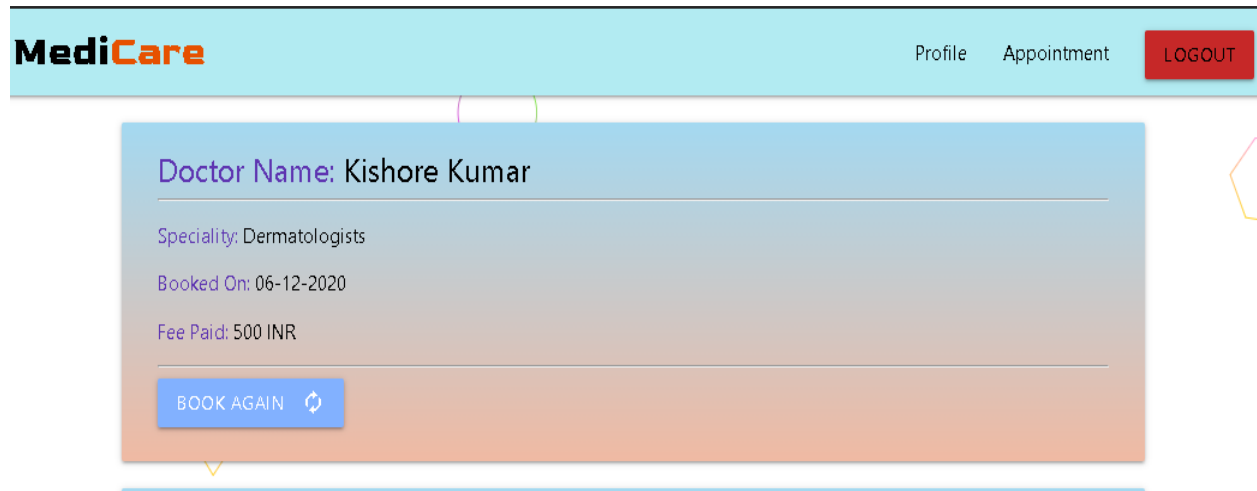 MediCare
Profile Appointment LOGOUT
Doctor Name: Kishore Kumar
Speciality: Dermatologists
Booked On: 06-12-2020
Fee Paid: 500 INR
BOOK AGAIN